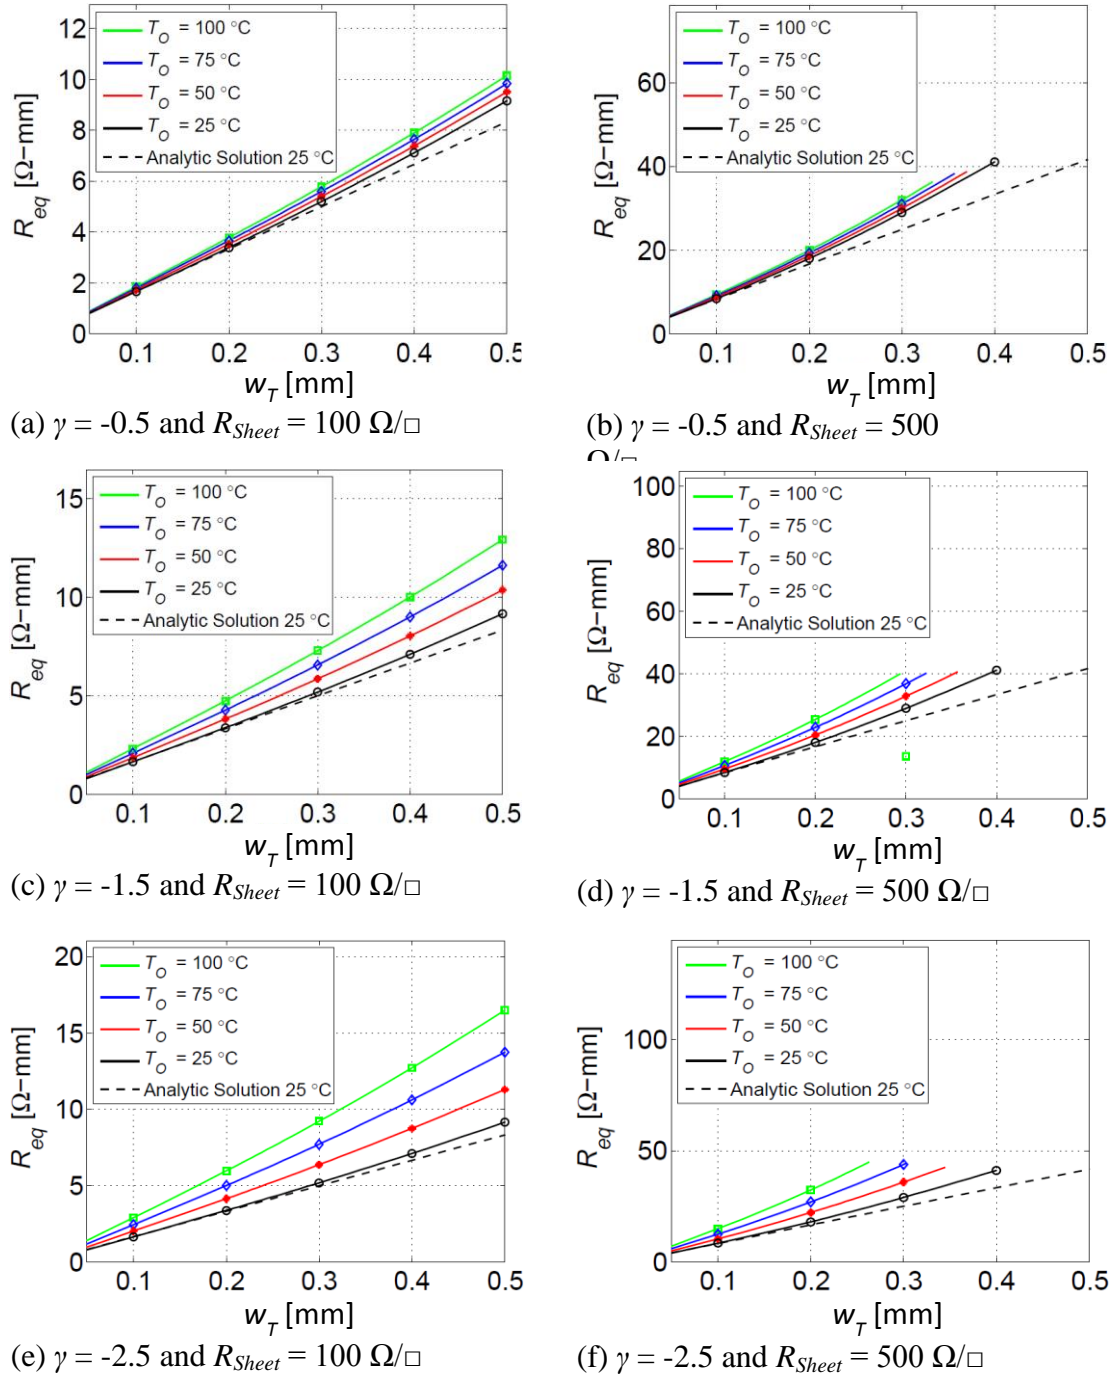 12
10
8
6
4
2
0
R_eq [Ω−mm]
T_O = 100 °C
T_O = 75 °C
T_O = 50 °C
T_O = 25 °C
Analytic Solution 25 °C
0.1 0.2 0.3 0.4 0.5
w_T [mm]
(a) γ = -0.5 and R_Sheet = 100 Ω/□
60
40
20
0
R_eq [Ω−mm]
T_O = 100 °C
T_O = 75 °C
T_O = 50 °C
T_O = 25 °C
Analytic Solution 25 °C
0.1 0.2 0.3 0.4 0.5
w_T [mm]
(b) γ = -0.5 and R_Sheet = 500
Ω/□
15
10
5
0
R_eq [Ω−mm]
T_O = 100 °C
T_O = 75 °C
T_O = 50 °C
T_O = 25 °C
Analytic Solution 25 °C
0.1 0.2 0.3 0.4 0.5
w_T [mm]
(c) γ = -1.5 and R_Sheet = 100 Ω/□
100
80
60
40
20
0
R_eq [Ω−mm]
T_O = 100 °C
T_O = 75 °C
T_O = 50 °C
T_O = 25 °C
Analytic Solution 25 °C
0.1 0.2 0.3 0.4 0.5
w_T [mm]
(d) γ = -1.5 and R_Sheet = 500 Ω/□
20
15
10
5
0
R_eq [Ω−mm]
T_O = 100 °C
T_O = 75 °C
T_O = 50 °C
T_O = 25 °C
Analytic Solution 25 °C
0.1 0.2 0.3 0.4 0.5
w_T [mm]
(e) γ = -2.5 and R_Sheet = 100 Ω/□
100
50
0
R_eq [Ω−mm]
T_O = 100 °C
T_O = 75 °C
T_O = 50 °C
T_O = 25 °C
Analytic Solution 25 °C
0.1 0.2 0.3 0.4 0.5
w_T [mm]
(f) γ = -2.5 and R_Sheet = 500 Ω/□